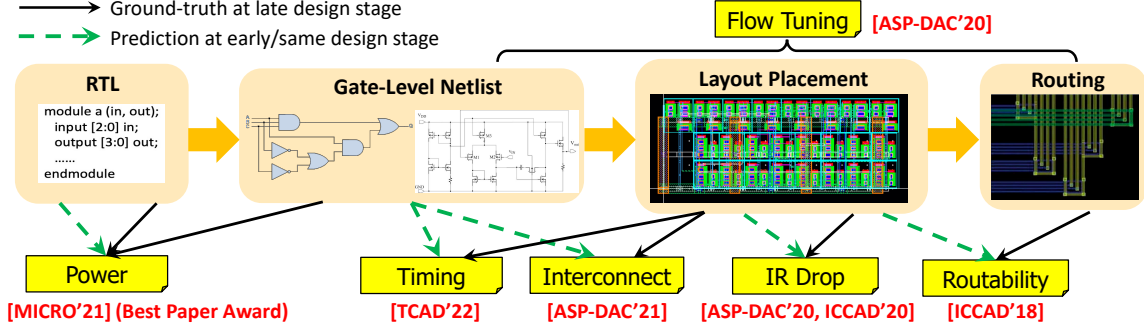 Ground-truth at late design stage
Prediction at early/same design stage
Flow Tuning
[ASP-DAC'20]
RTL
Gate-Level Netlist
Layout Placement
Routing
module a (in, out);
input [2:0] in;
output [3:0] out;
......
endmodule
Power
Timing
Interconnect
IR Drop
Routability
[MICRO'21] (Best Paper Award)
[TCAD'22]
[ASP-DAC'21]
[ASP-DAC'20, ICCAD'20]
[ICCAD'18]